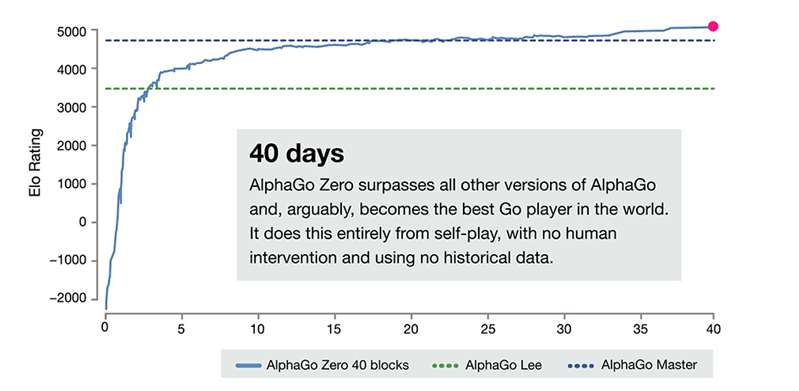 5000
4000
3000
2000
1000
0
−1000
−2000
Elo Rating
40 days
AlphaGo Zero surpasses all other versions of AlphaGo
and, arguably, becomes the best Go player in the world.
It does this entirely from self-play, with no human
intervention and using no historical data.
0 5 10 15 20 25 30 35 40
AlphaGo Zero 40 blocks AlphaGo Lee AlphaGo Master